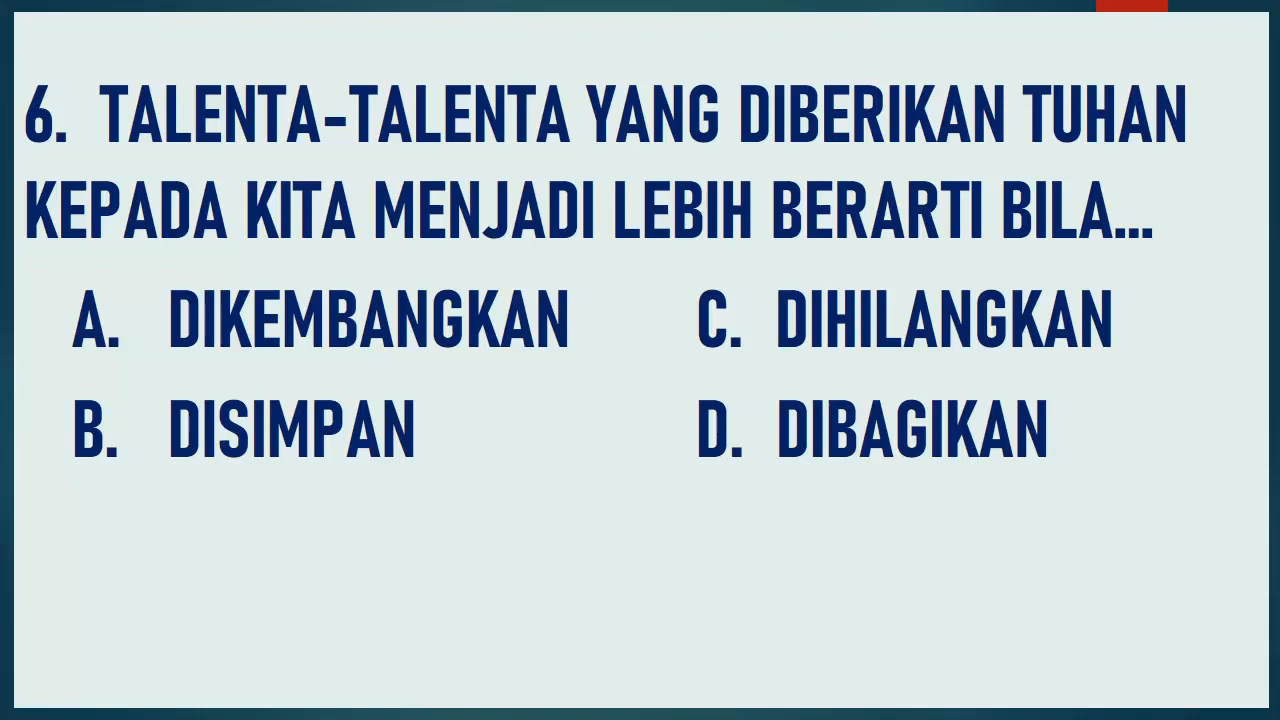 6. TALENTA-TALENTA YANG DIBERIKAN TUHAN
KEPADA KITA MENJADI LEBIH BERARTI BILA...
A. DIKEMBANGKAN C. DIHILANGKAN
B. DISIMPAN D. DIBAGIKAN